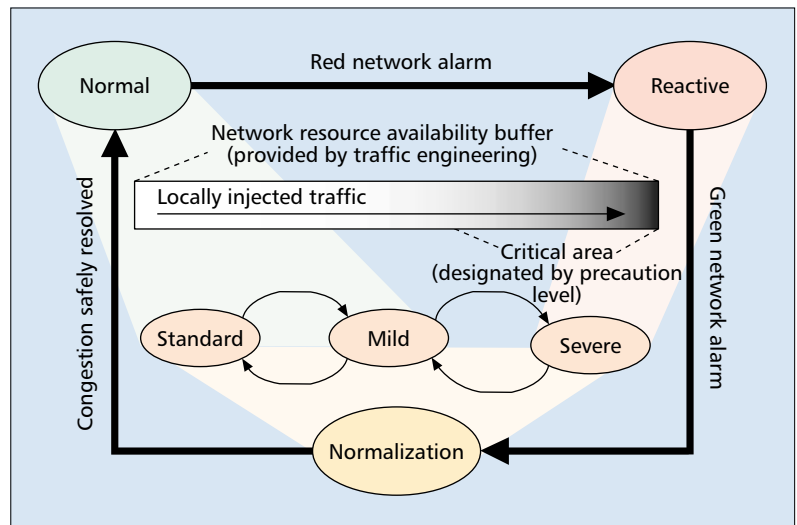 Red network alarm
Normal
Reactive
Network resource availability buffer
(provided by traffic engineering)
Locally injected traffic
Critical area
(designated by precaution
level)
Congestion safely resolved
Green network alarm
Standard
Mild
Severe
Normalization